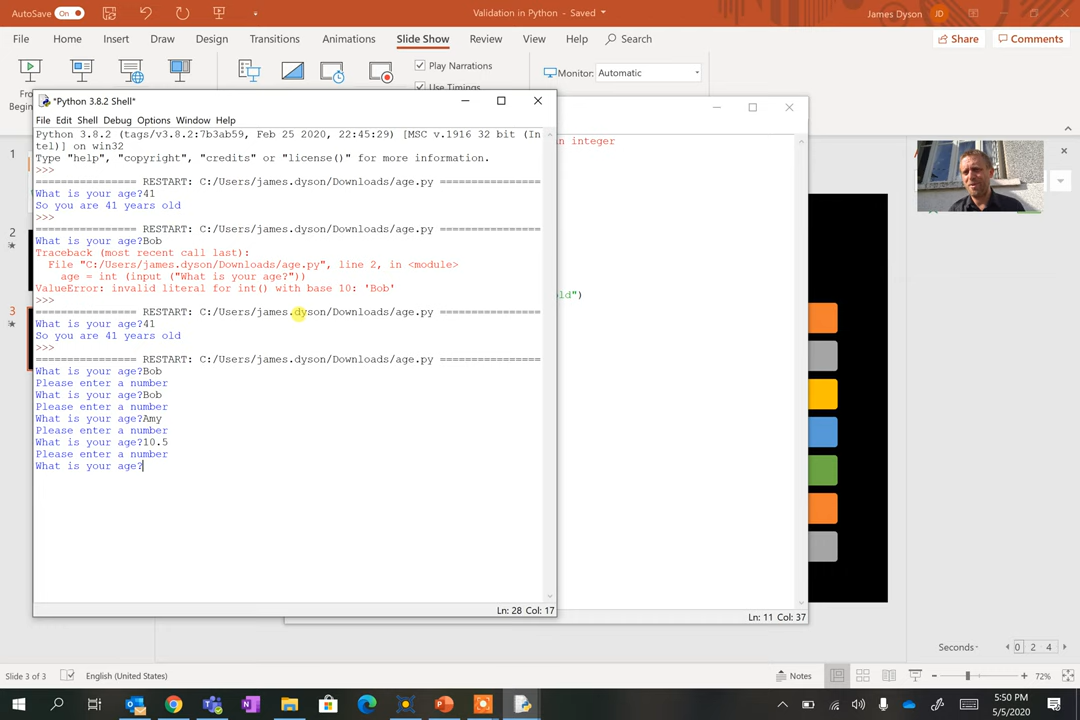 AutoSave On
Validation in Python - Saved
James Dyson JD
File Home Insert Draw Design Transitions Animations Slide Show Review View Help Search
Share Comments
Play Narrations
Monitor: Automatic
Use Timings
*Python 3.8.2 Shell*
File Edit Shell Debug Options Window Help
Python 3.8.2 (tags/v3.8.2:7b3ab59, Feb 25 2020, 22:45:29) [MSC v.1916 32 bit (In
tel)] on win32
Type "help", "copyright", "credits" or "license()" for more information.
>>>
================ RESTART: C:/Users/james.dyson/Downloads/age.py ================
What is your age?41
So you are 41 years old
>>>
================ RESTART: C:/Users/james.dyson/Downloads/age.py ================
What is your age?Bob
Traceback (most recent call last):
File "C:/Users/james.dyson/Downloads/age.py", line 2, in <module>
age = int (input ("What is your age?"))
ValueError: invalid literal for int() with base 10: 'Bob'
>>>
================ RESTART: C:/Users/james.dyson/Downloads/age.py ================
What is your age?41
So you are 41 years old
>>>
================ RESTART: C:/Users/james.dyson/Downloads/age.py ================
What is your age?Bob
Please enter a number
What is your age?Bob
Please enter a number
What is your age?Amy
Please enter a number
What is your age?10.5
Please enter a number
What is your age?
Ln: 28 Col: 17
integer
ld")
Ln: 11 Col: 37
1
2
3
Seconds 0 2 4
Slide 3 of 3
English (United States)
Notes
72%
5:50 PM
5/5/2020